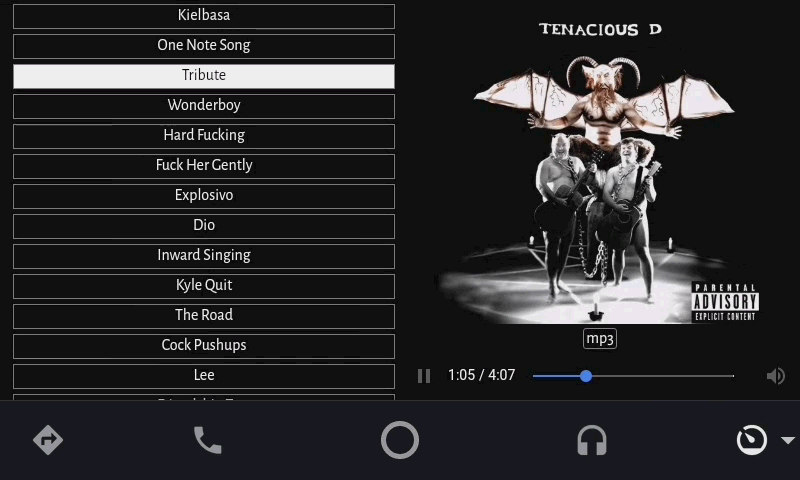 Kielbasa
One Note Song
Tribute
Wonderboy
Hard Fucking
Fuck Her Gently
Explosivo
Dio
Inward Singing
Kyle Quit
The Road
Cock Pushups
Lee
TENACIOUS D
PARENTAL
ADVISORY
EXPLICIT CONTENT
mp3
1:05 / 4:07